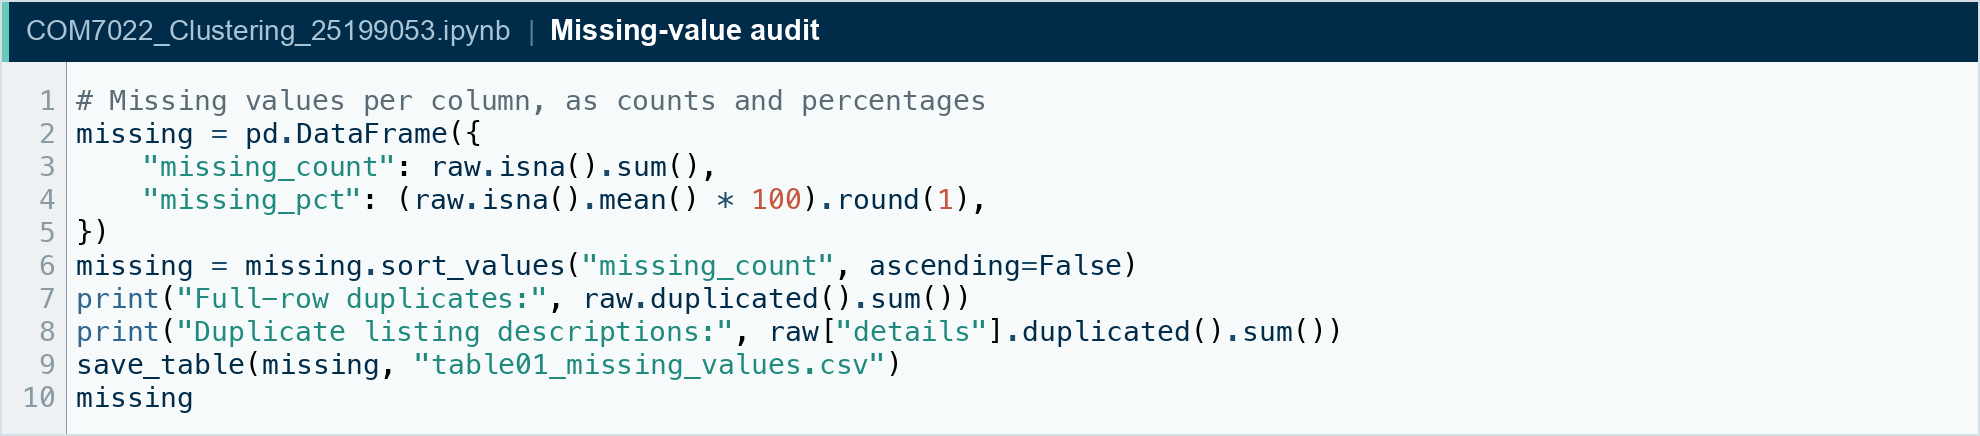 COM7022_Clustering_25199053.ipynb | Missing-value audit
1 # Missing values per column, as counts and percentages
2 missing = pd.DataFrame({
3     "missing_count": raw.isna().sum(),
4     "missing_pct": (raw.isna().mean() * 100).round(1),
5 })
6 missing = missing.sort_values("missing_count", ascending=False)
7 print("Full-row duplicates:", raw.duplicated().sum())
8 print("Duplicate listing descriptions:", raw["details"].duplicated().sum())
9 save_table(missing, "table01_missing_values.csv")
10 missing